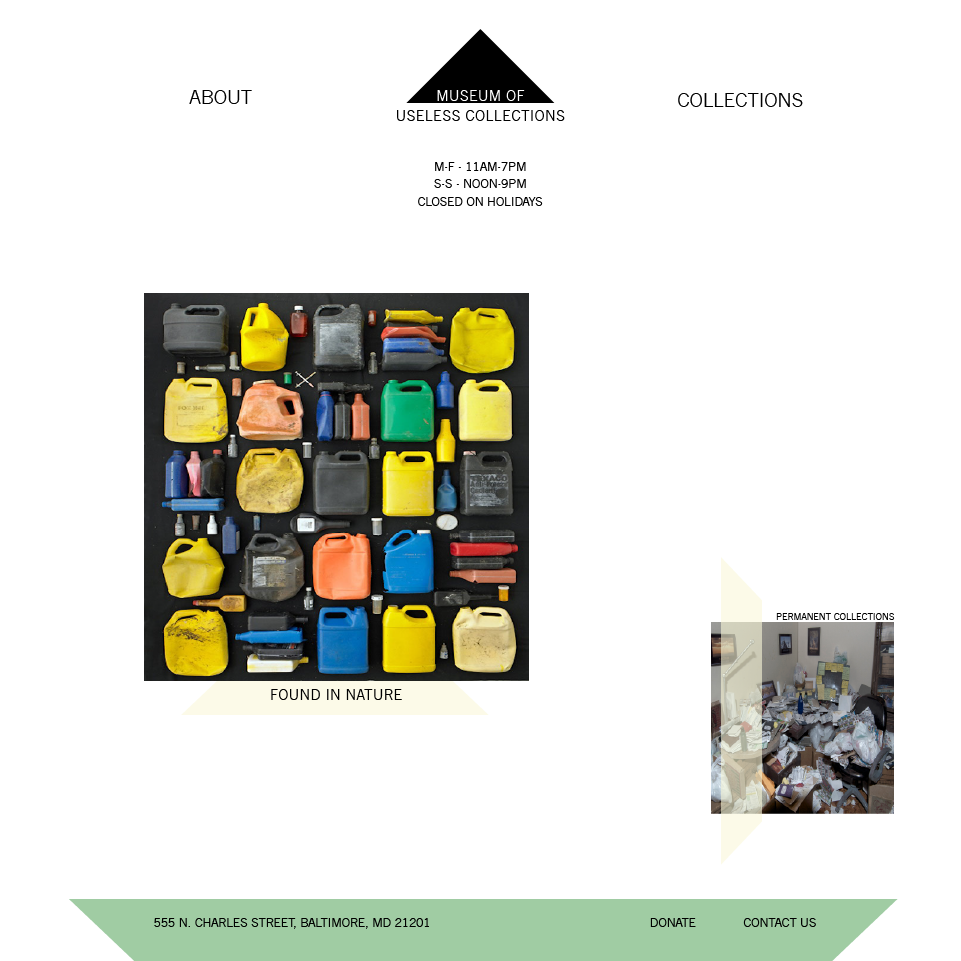 ABOUT
MUSEUM OF
USELESS COLLECTIONS
COLLECTIONS
M-F - 11AM-7PM
S-S - NOON-9PM
CLOSED ON HOLIDAYS
TEXACO
FOUND IN NATURE
PERMANENT COLLECTIONS
555 N. CHARLES STREET, BALTIMORE, MD 21201
DONATE
CONTACT US